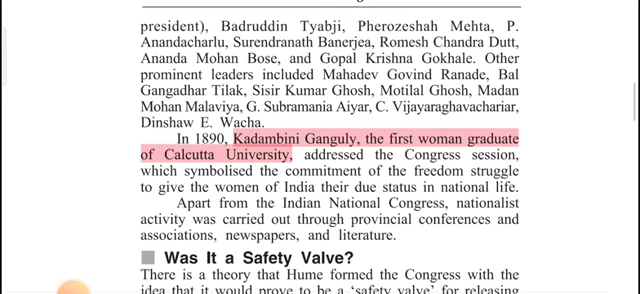 president), Badruddin Tyabji, Pherozeshah Mehta, P.
Anandacharlu, Surendranath Banerjea, Romesh Chandra Dutt,
Ananda Mohan Bose, and Gopal Krishna Gokhale. Other
prominent leaders included Mahadev Govind Ranade, Bal
Gangadhar Tilak, Sisir Kumar Ghosh, Motilal Ghosh, Madan
Mohan Malaviya, G. Subramania Aiyar, C. Vijayaraghavachariar,
Dinshaw E. Wacha.
In 1890, Kadambini Ganguly, the first woman graduate
of Calcutta University, addressed the Congress session,
which symbolised the commitment of the freedom struggle
to give the women of India their due status in national life.
Apart from the Indian National Congress, nationalist
activity was carried out through provincial conferences and
associations, newspapers, and literature.
Was It a Safety Valve?
There is a theory that Hume formed the Congress with the
idea that it would prove to be a ‘safety valve’ for releasing